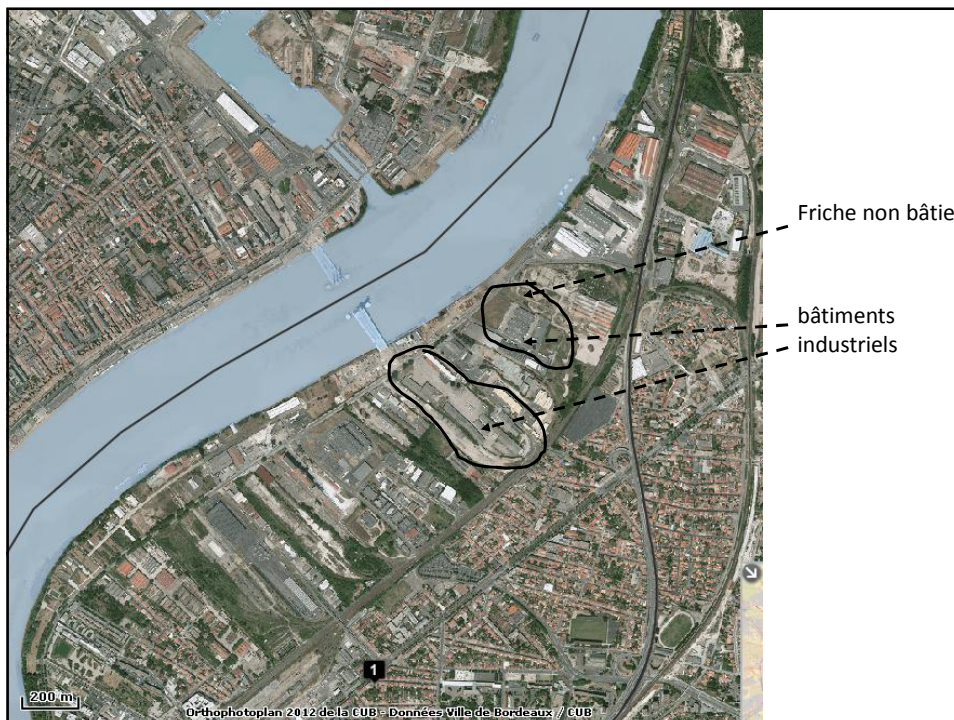 Friche non bâtie
bâtiments
industriels
1
200 m
Orthophotoplan 2012 de la CUB - Données Ville de Bordeaux / CUB